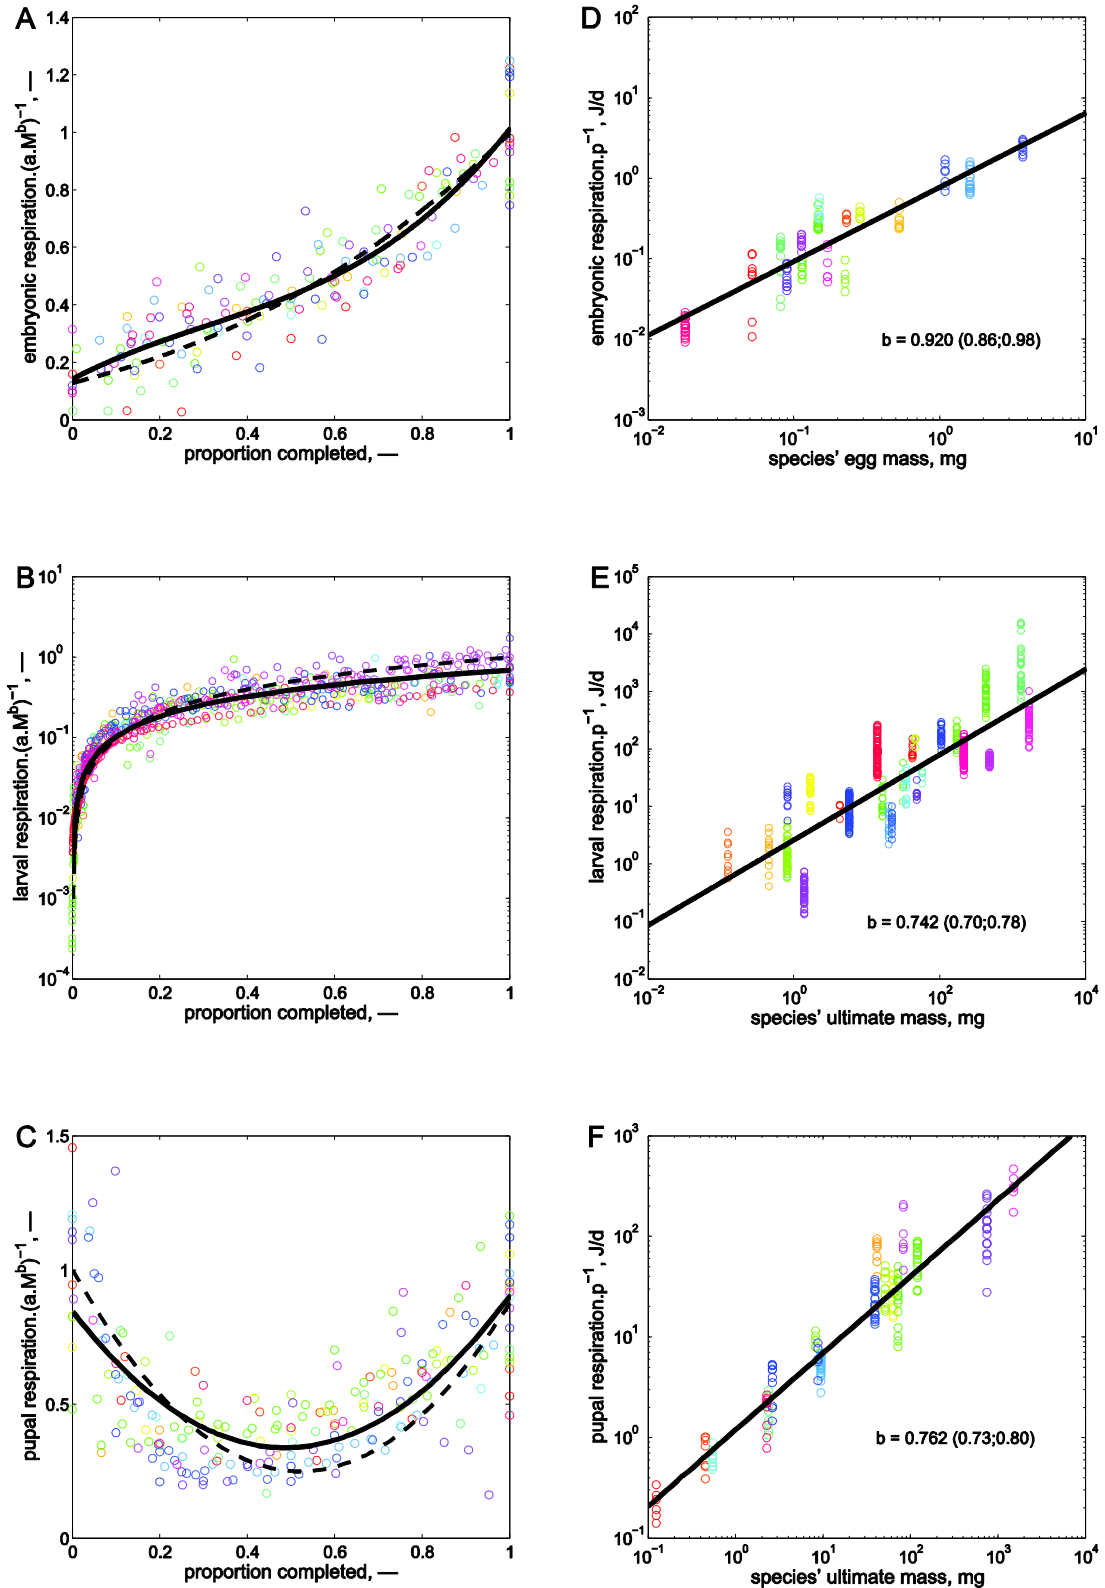 A
1.4
1.2
1
0.8
0.6
0.4
0.2
0
0 0.2 0.4 0.6 0.8 1
embryonic respiration.(a.M^b)^−1, —
proportion completed, —
D
10^2
10^1
10^0
10^−1
10^−2
10^−3
10^−2 10^−1 10^0 10^1
embryonic respiration.p^−1, J/d
b = 0.920 (0.86;0.98)
species' egg mass, mg
B
10^1
10^0
10^−1
10^−2
10^−3
10^−4
0 0.2 0.4 0.6 0.8 1
larval respiration.(a.M^b)^−1, —
proportion completed, —
E
10^5
10^4
10^3
10^2
10^1
10^0
10^−1
10^−2
10^−2 10^0 10^2 10^4
larval respiration.p^−1, J/d
b = 0.742 (0.70;0.78)
species' ultimate mass, mg
C
1.5
1
0.5
0
0 0.2 0.4 0.6 0.8 1
pupal respiration.(a.M^b)^−1, —
proportion completed, —
F
10^3
10^2
10^1
10^0
10^−1
10^−1 10^0 10^1 10^2 10^3 10^4
pupal respiration.p^−1, J/d
b = 0.762 (0.73;0.80)
species' ultimate mass, mg